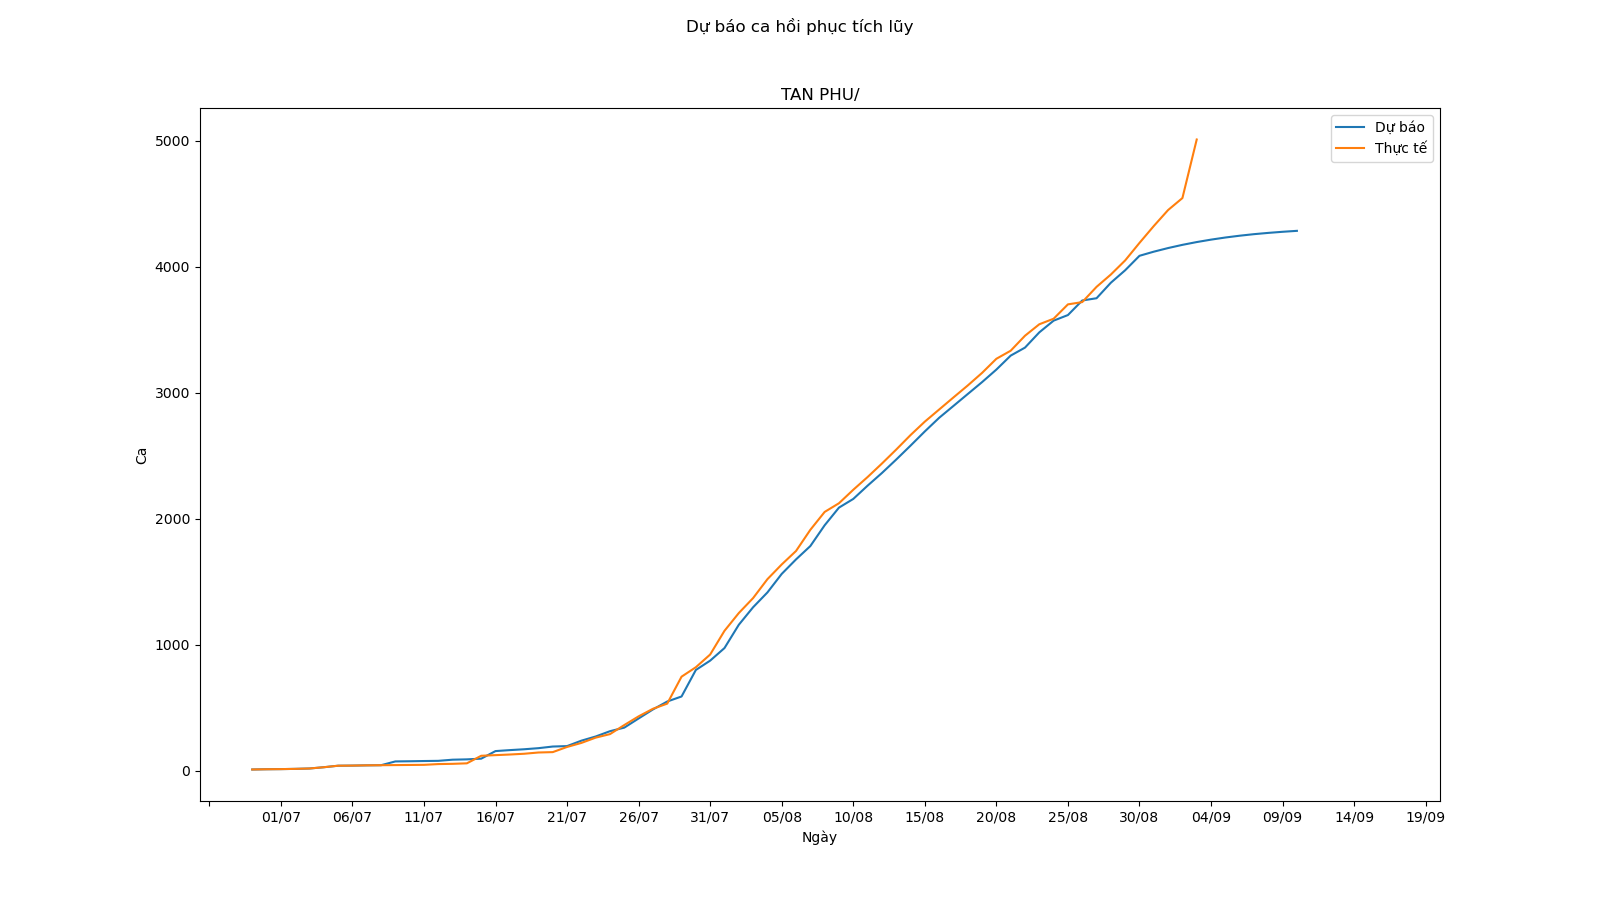 Dự báo ca hồi phục tích lũy
TAN PHU/
Dự báo
Thực tế
5000
4000
3000
2000
1000
0
Ca
01/07 06/07 11/07 16/07 21/07 26/07 31/07 05/08 10/08 15/08 20/08 25/08 30/08 04/09 09/09 14/09 19/09
Ngày